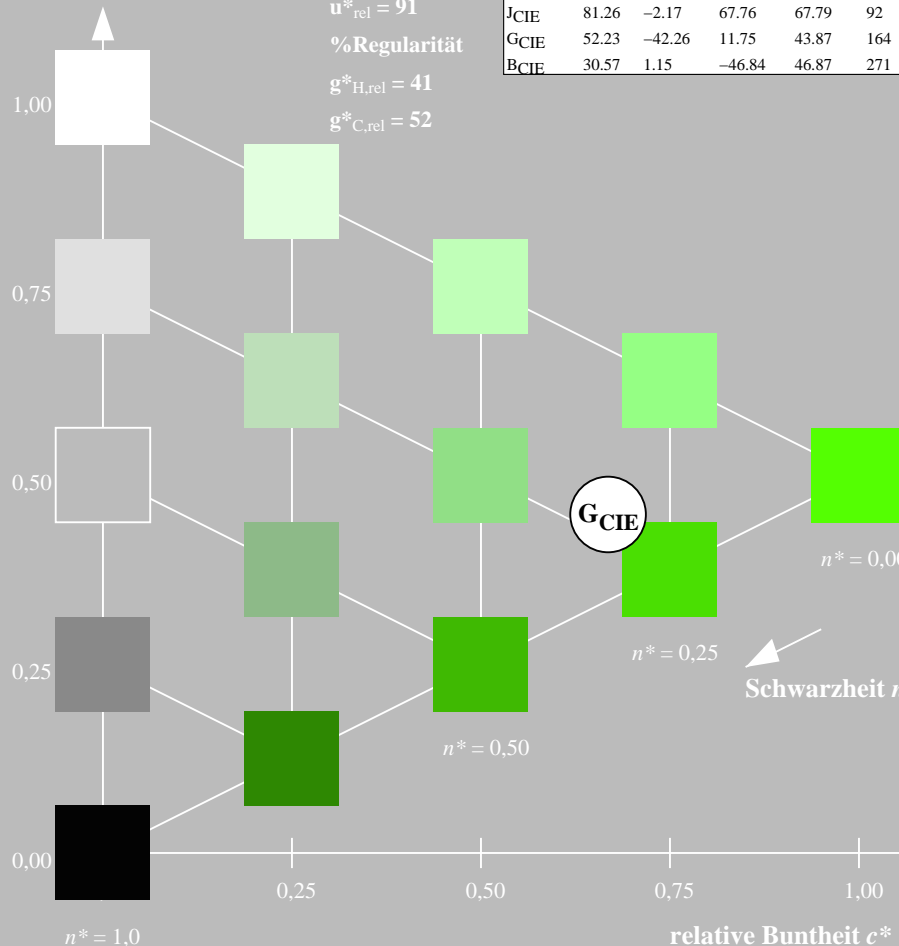 u*rel = 91
%Regularität
g*H,rel = 41
g*C,rel = 52
JCIE 81.26 −2.17 67.76 67.79 92
GCIE 52.23 −42.26 11.75 43.87 164
BCIE 30.57 1.15 −46.84 46.87 271
1,00
0,75
0,50
0,25
0,00
GCIE
n* = 0,00
n* = 0,25
Schwarzheit n
n* = 0,50
0,25 0,50 0,75 1,00
n* = 1,0
relative Buntheit c*